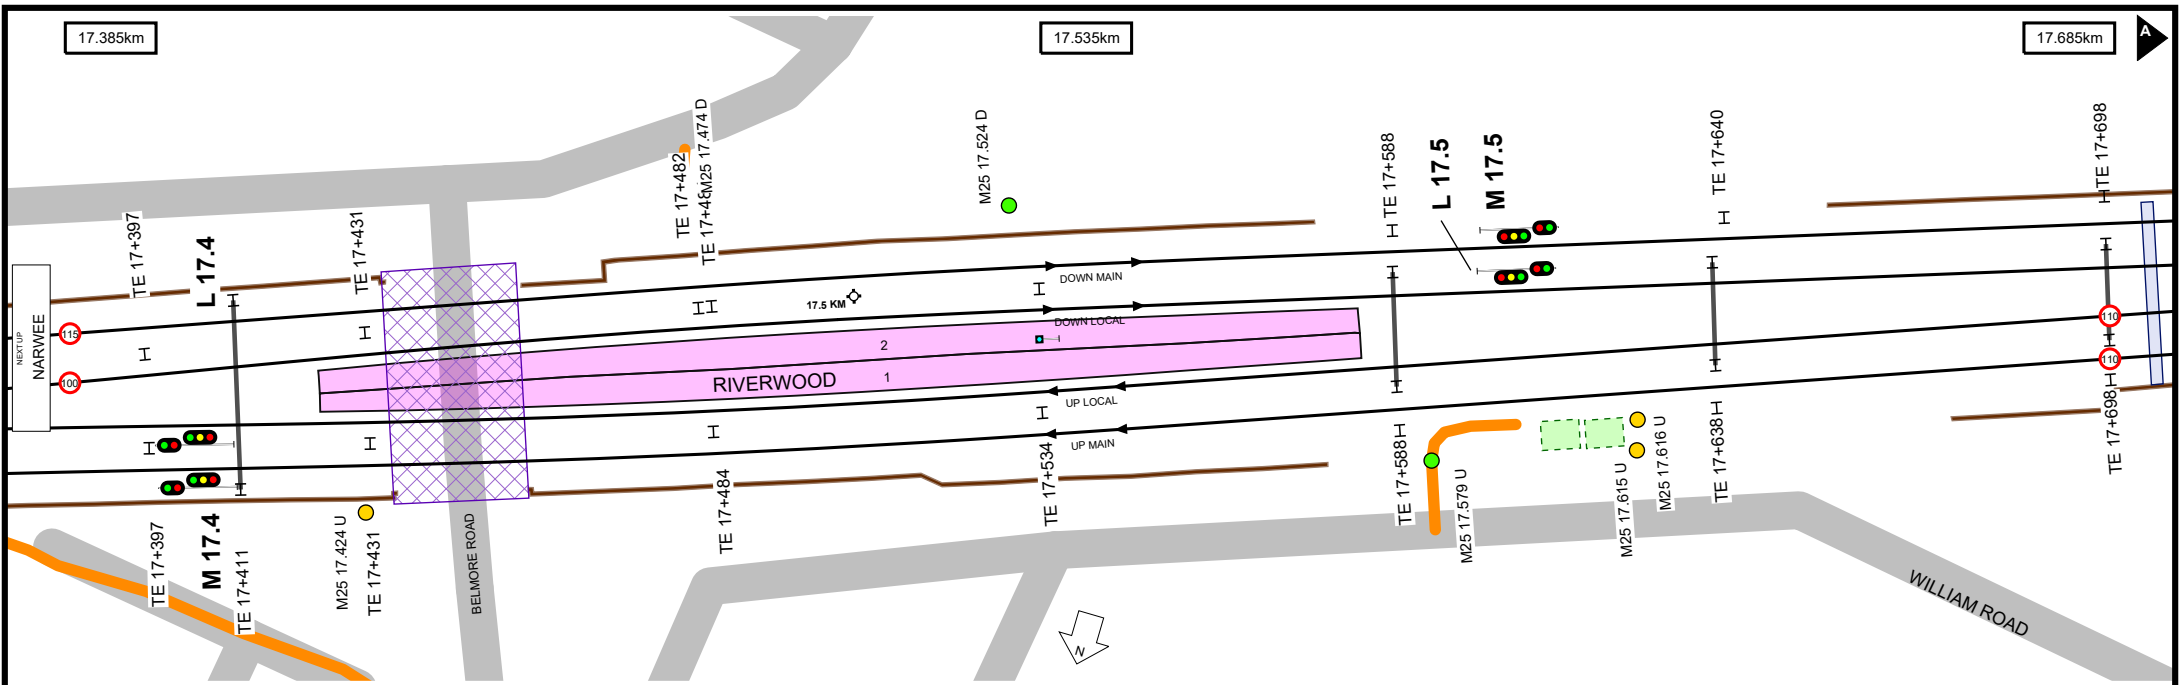 17.385km
17.535km
17.685km
A
NEXT UP
NARWEE
115
100
TE 17+397
L 17.4
TE 17+431
TE 17+482
M25 17.474 D
M25 17.524 D
TE 17+588
L 17.5
M 17.5
TE 17+640
TE 17+698
17.5 KM
DOWN MAIN
DOWN LOCAL
2
RIVERWOOD
1
UP LOCAL
UP MAIN
110
110
TE 17+397
M 17.4
TE 17+411
M25 17.424 U
TE 17+431
BELMORE ROAD
TE 17+484
TE 17+534
TE 17+588
M25 17.579 U
M25 17.615 U
M25 17.616 U
TE 17+638
TE 17+698
WILLIAM ROAD
N